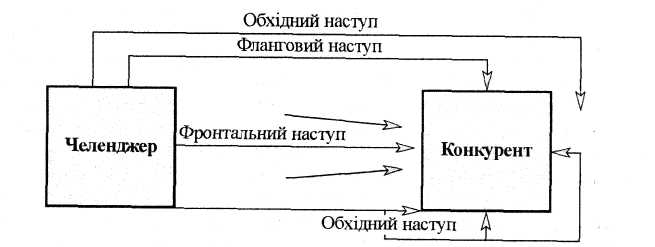 Обхідний наступ
Фланговий наступ
Челенджер
Фронтальний наступ
Конкурент
Обхідний наступ